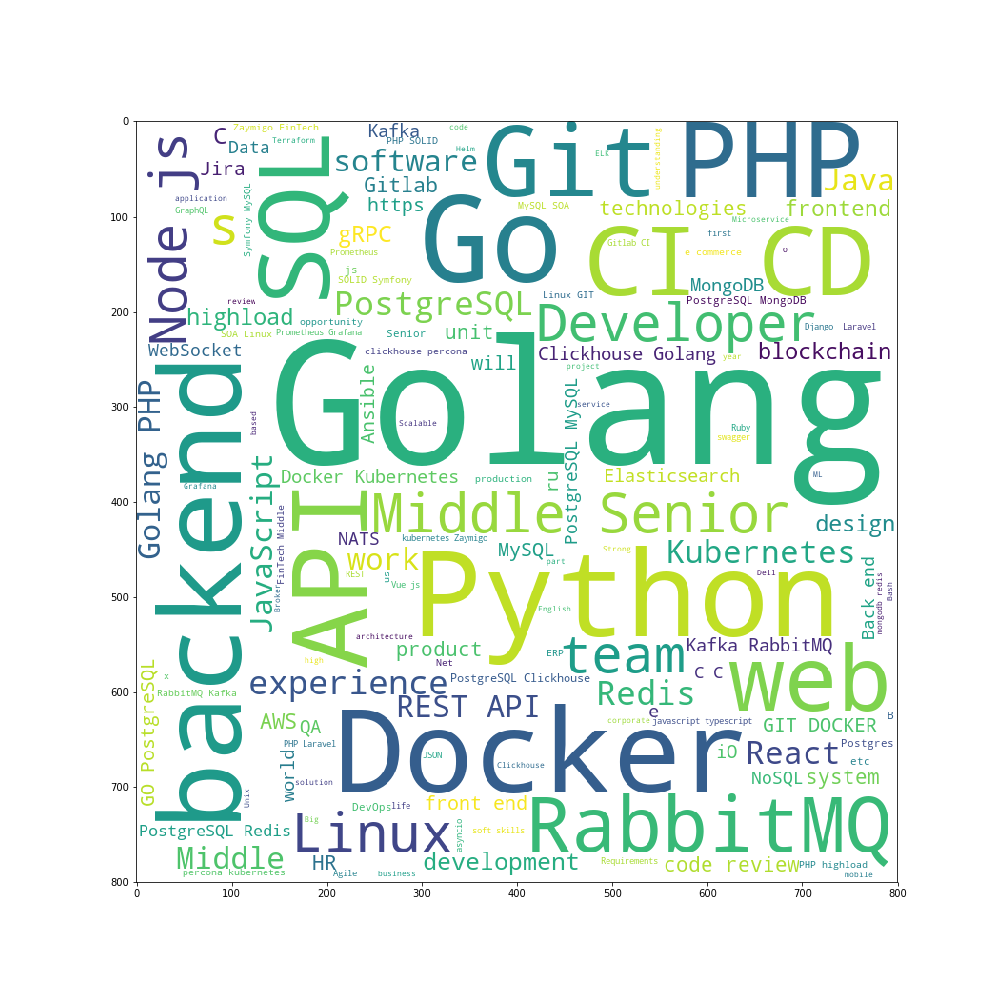 Zaymigo FinTech
Kafka
code
PHP SOLID
Git
PHP
Node js
C
Data
Terraform
SQL
software
Helm
ELK
understanding
Jira
Gitlab
Java
application
GraphQL
https
Go
MySQL SOA
technologies
frontend
Microservice
s
Symfony MySQL
gRPC
Prometheus
CI CD
Gitlab CI
first
e commerce
o
js
SOLID Symfony
MongoDB
PostgreSQL MongoDB
review
PostgreSQL
Linux GIT
highload
opportunity
Developer
Django
Laravel
SOA Linux
Prometheus Grafana
Senior
unit
WebSocket
clickhouse percona
will
Clickhouse Golang
year
blockchain
project
Golang
Ansible
Scalable
service
PostgreSQL MySQL
Ruby
swagger
ML
Golang PHP
backend
based
Grafana
JavaScript
Docker Kubernetes
production
ru
Elasticsearch
API
Middle
Senior
design
FinTech Middle
NATS
kubernetes Zaymigo
work
MySQL
part
Strong
Kubernetes
Back end
REST
s
Vue js
Python
English
Dell
mongodb redis
Bash
Broker
architecture
product
Net
ERP
team
Kafka RabbitMQ
high
web
GO PostgreSQL
x
RabbitMQ Kafka
experience
PostgreSQL Clickhouse
Redis
c c
REST API
AWS
QA
corporate
e
javascript typescript
GIT DOCKER
B
PHP Laravel
world
solution
Docker
JSON
Clickhouse
iO
React
Postgres
etc
NoSQL
system
Unix
DevOps
life
front end
RabbitMQ
PostgreSQL Redis
Big
Linux
asyncio
soft skills
Middle
percona kubernetes
HR
Agile
business
development
Requirements
code review
PHP highload
mobile
0
100
200
300
400
500
600
700
800
0
100
200
300
400
500
600
700
800